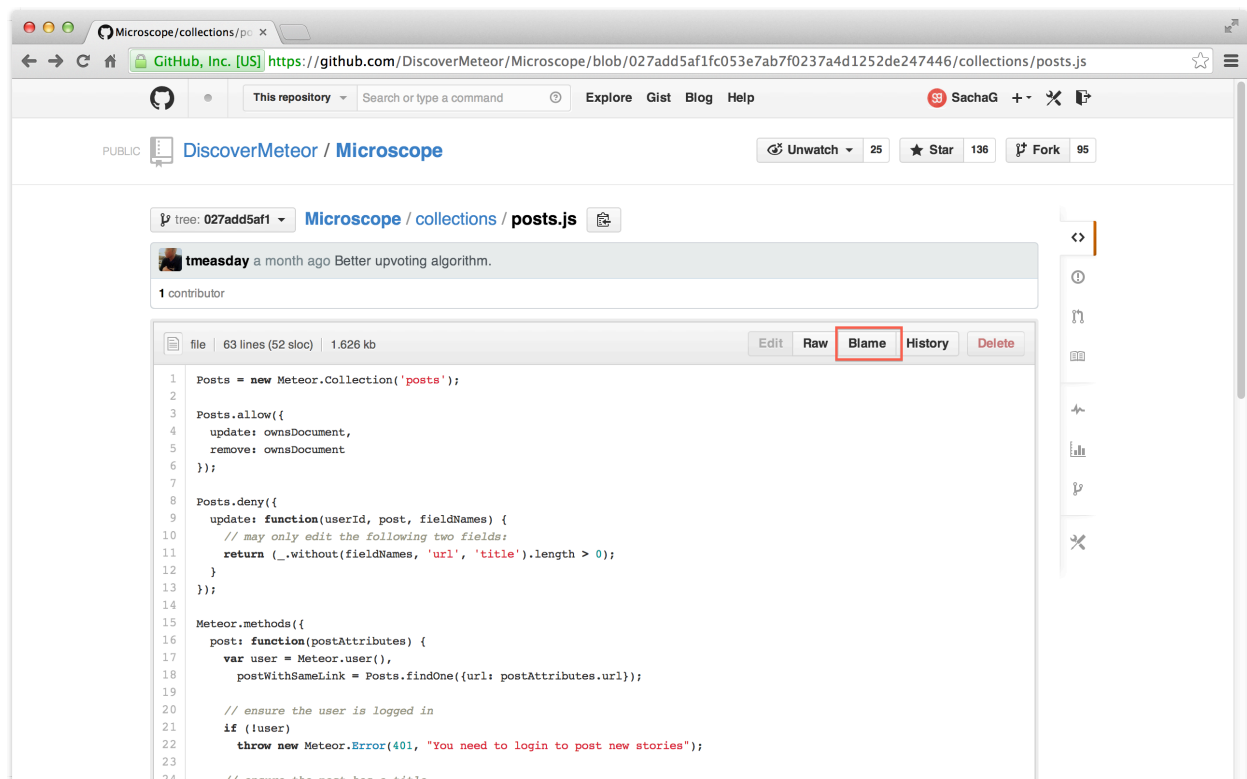 Microscope/collections/po
GitHub, Inc. [US] https://github.com/DiscoverMeteor/Microscope/blob/027add5af1fc053e7ab7f0237a4d1252de247446/collections/posts.js
This repository Search or type a command Explore Gist Blog Help SachaG
PUBLIC DiscoverMeteor / Microscope Unwatch 25 Star 136 Fork 95
tree: 027add5af1 Microscope / collections / posts.js
tmeasday a month ago Better upvoting algorithm.
1 contributor
file 63 lines (52 sloc) 1.626 kb Edit Raw Blame History Delete
1 Posts = new Meteor.Collection('posts');
2
3 Posts.allow({
4 update: ownsDocument,
5 remove: ownsDocument
6 });
7
8 Posts.deny({
9 update: function(userId, post, fieldNames) {
10 // may only edit the following two fields:
11 return (_.without(fieldNames, 'url', 'title').length > 0);
12 }
13 });
14
15 Meteor.methods({
16 post: function(postAttributes) {
17 var user = Meteor.user(),
18 postWithSameLink = Posts.findOne({url: postAttributes.url});
19
20 // ensure the user is logged in
21 if (!user)
22 throw new Meteor.Error(401, "You need to login to post new stories");
23
24 // ensure the post has a title